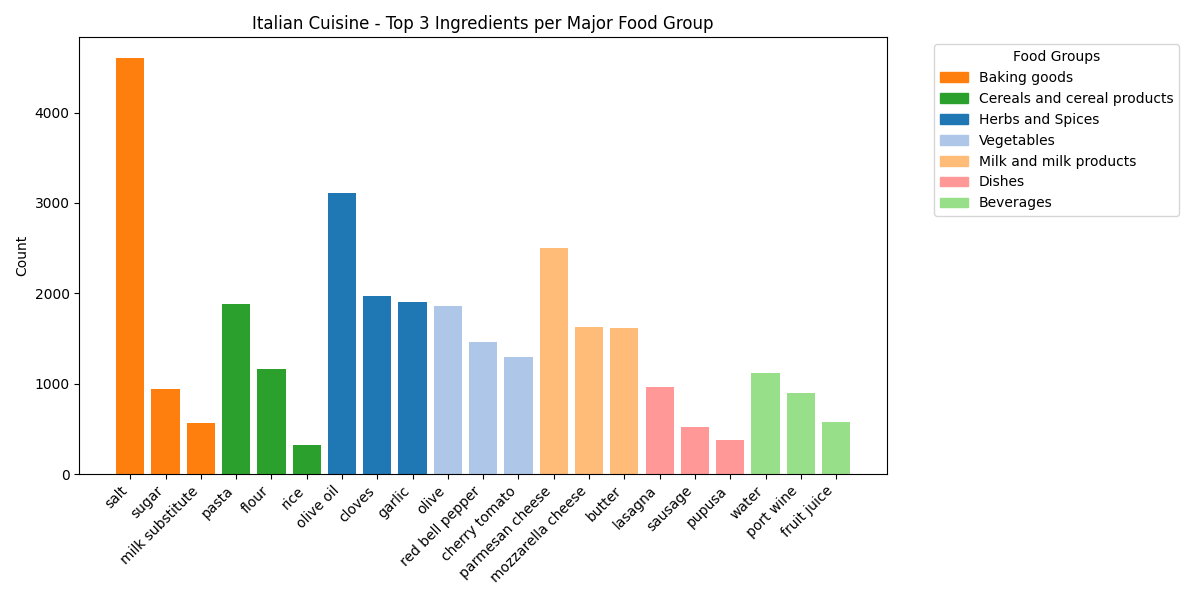 Italian Cuisine - Top 3 Ingredients per Major Food Group
Count
4000
3000
2000
1000
0
salt
sugar
milk substitute
pasta
flour
rice
olive oil
cloves
garlic
olive
red bell pepper
cherry tomato
parmesan cheese
mozzarella cheese
butter
lasagna
sausage
pupusa
water
port wine
fruit juice
Food Groups
Baking goods
Cereals and cereal products
Herbs and Spices
Vegetables
Milk and milk products
Dishes
Beverages